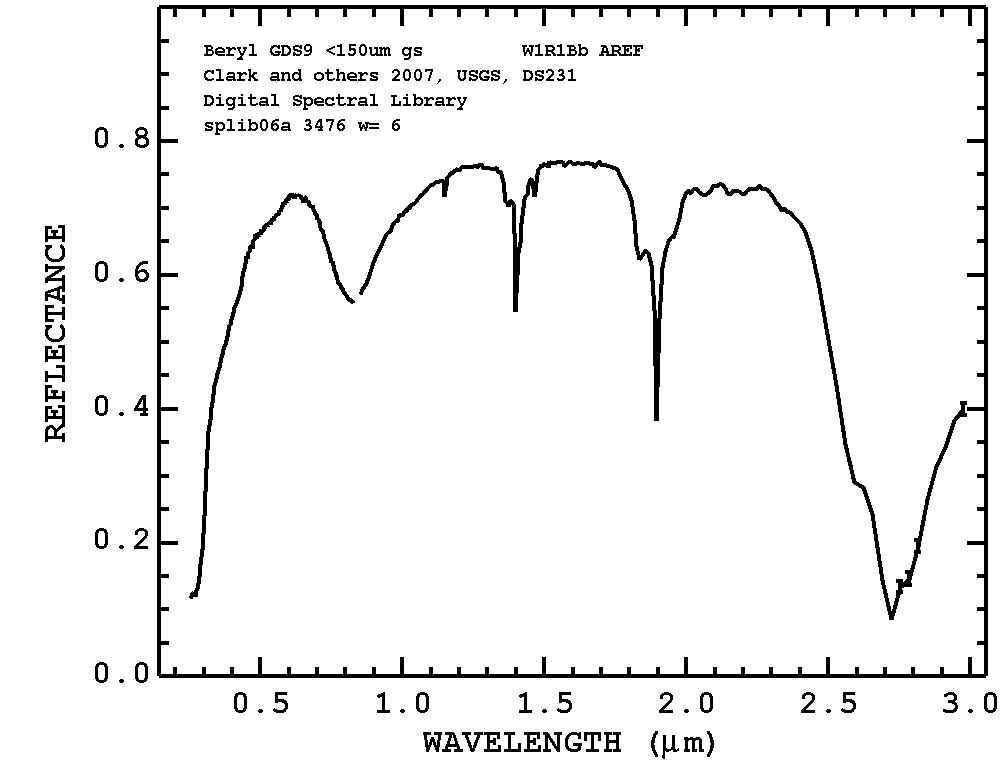 Beryl GDS9 <150um gs W1R1Bb AREF
Clark and others 2007, USGS, DS231
Digital Spectral Library
splib06a 3476 w= 6
REFLECTANCE
0.8
0.6
0.4
0.2
0.0
0.5 1.0 1.5 2.0 2.5 3.0
WAVELENGTH (μm)